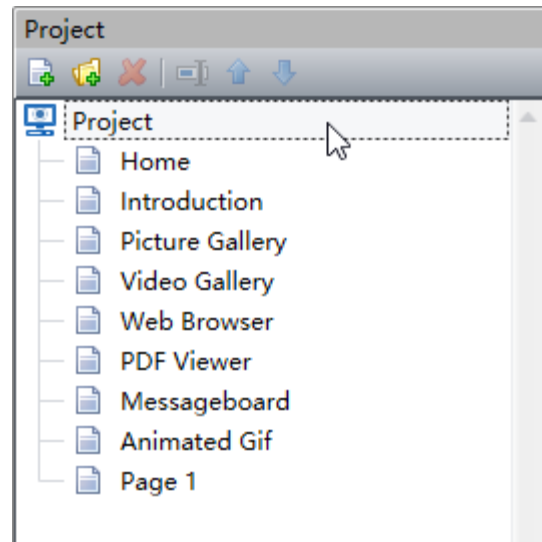 Project
Project
Home
Introduction
Picture Gallery
Video Gallery
Web Browser
PDF Viewer
Messageboard
Animated Gif
Page 1